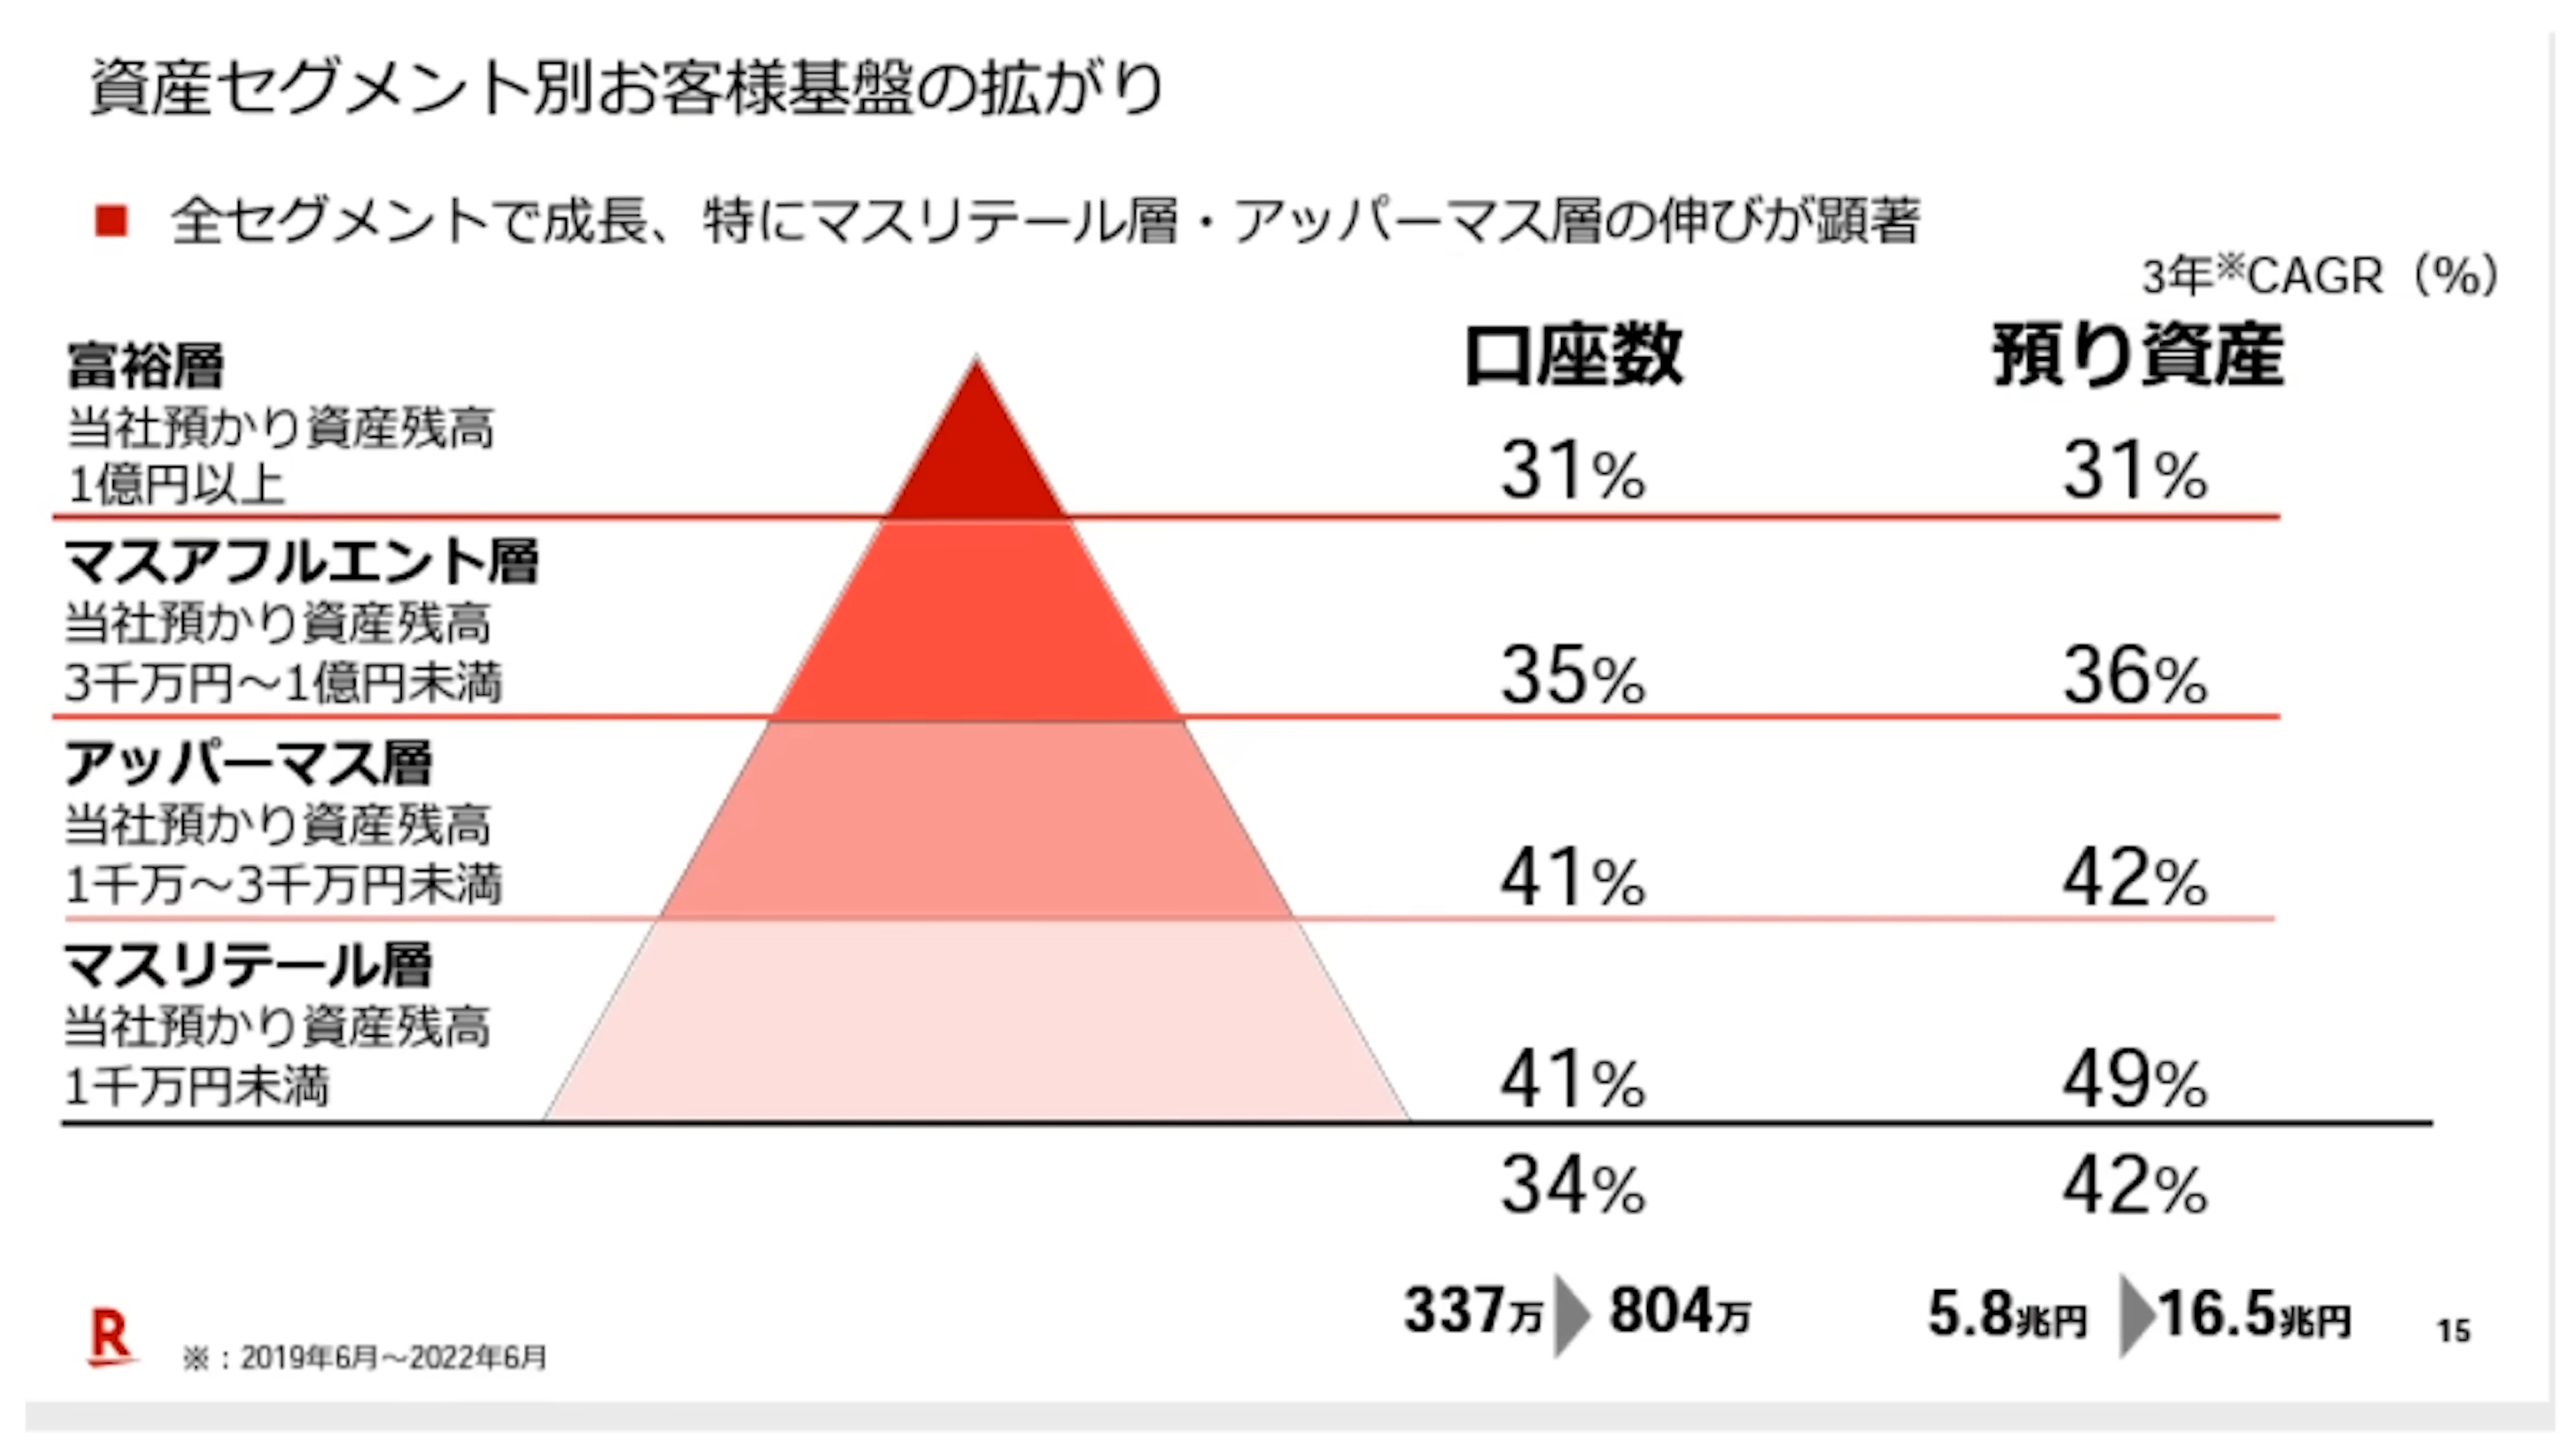 資産セグメント別お客様基盤の拡がり
■ 全セグメントで成長、特にマスリテール層・アッパーマス層の伸びが顕著
3年※CAGR（%）
口座数 預り資産
富裕層
当社預かり資産残高
1億円以上
31% 31%
マスアフルエント層
当社預かり資産残高
3千万円～1億円未満
35% 36%
アッパーマス層
当社預かり資産残高
1千万～3千万円未満
41% 42%
マスリテール層
当社預かり資産残高
1千万円未満
41% 49%
34% 42%
337万 804万 5.8兆円 16.5兆円
R
※：2019年6月～2022年6月
15